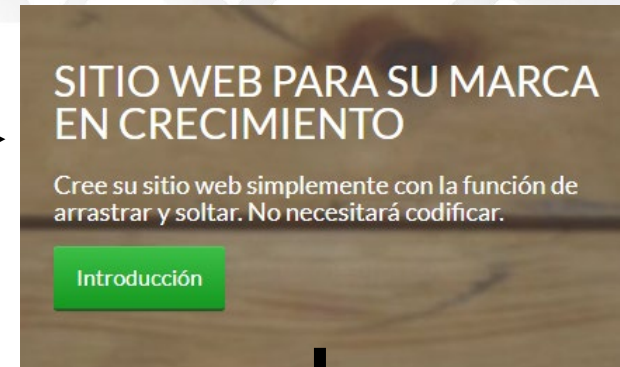 SITIO WEB PARA SU MARCA
EN CRECIMIENTO
Cree su sitio web simplemente con la función de
arrastrar y soltar. No necesitará codificar.
Introducción